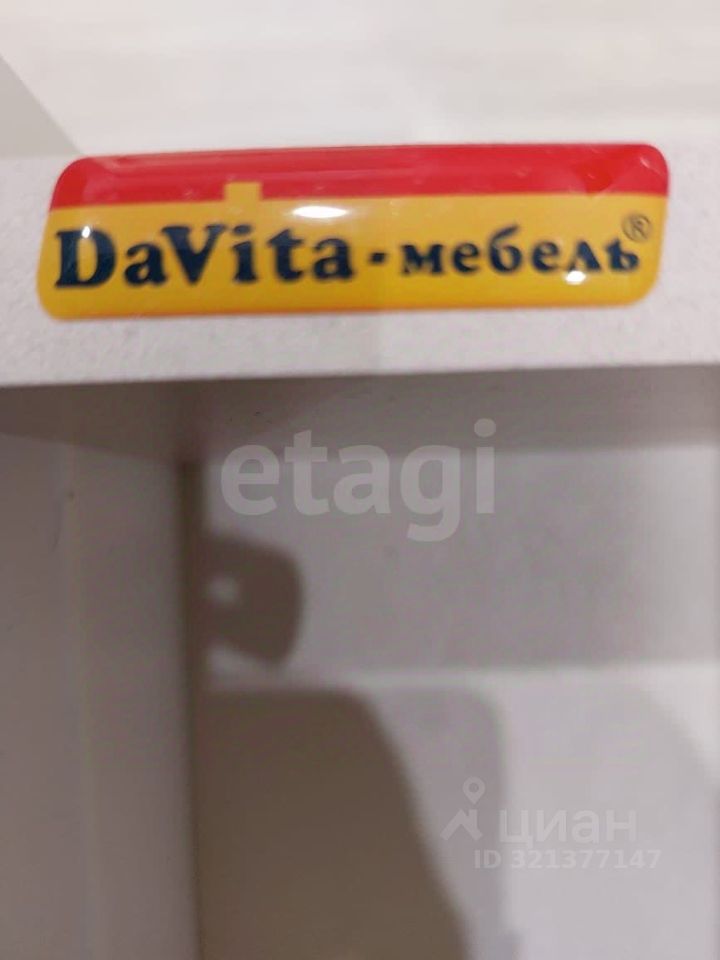 DaVita-мебель®
etagi
циан
ID 321377147